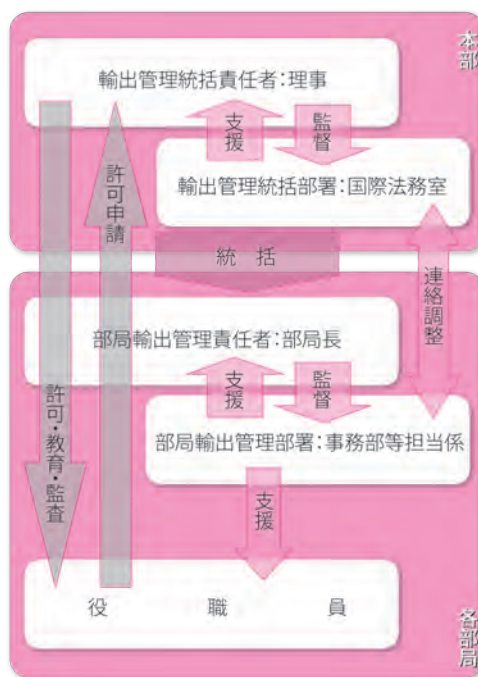 本部
輸出管理統括責任者：理事
支援
監督
輸出管理統括部署：国際法務室
許可申請
統括
連絡調整
部局輸出管理責任者：部局長
支援
監督
許可・教育・監査
部局輸出管理部署：事務部等担当係
支援
役職員
各部局